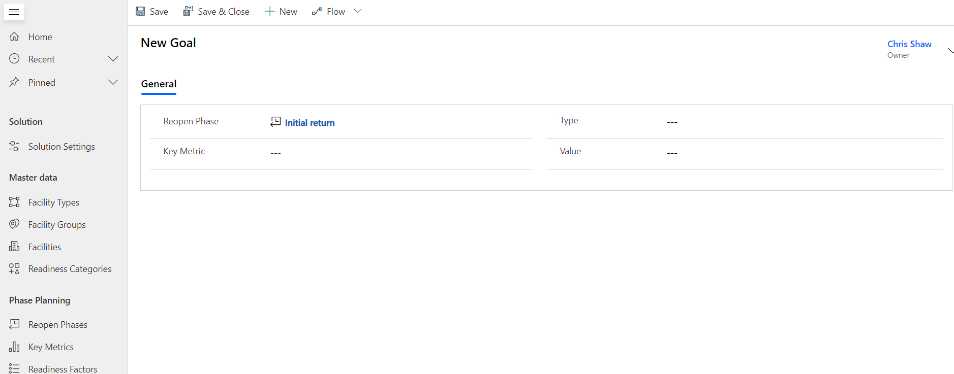 Save Save & Close New Flow
Home
Recent
Pinned
Solution
Solution Settings
Master data
Facility Types
Facility Groups
Facilities
Readiness Categories
Phase Planning
Reopen Phases
Key Metrics
Readiness Factors
New Goal
Chris Shaw
Owner
General
Reopen Phase Initial return Type ---
Key Metric --- Value ---